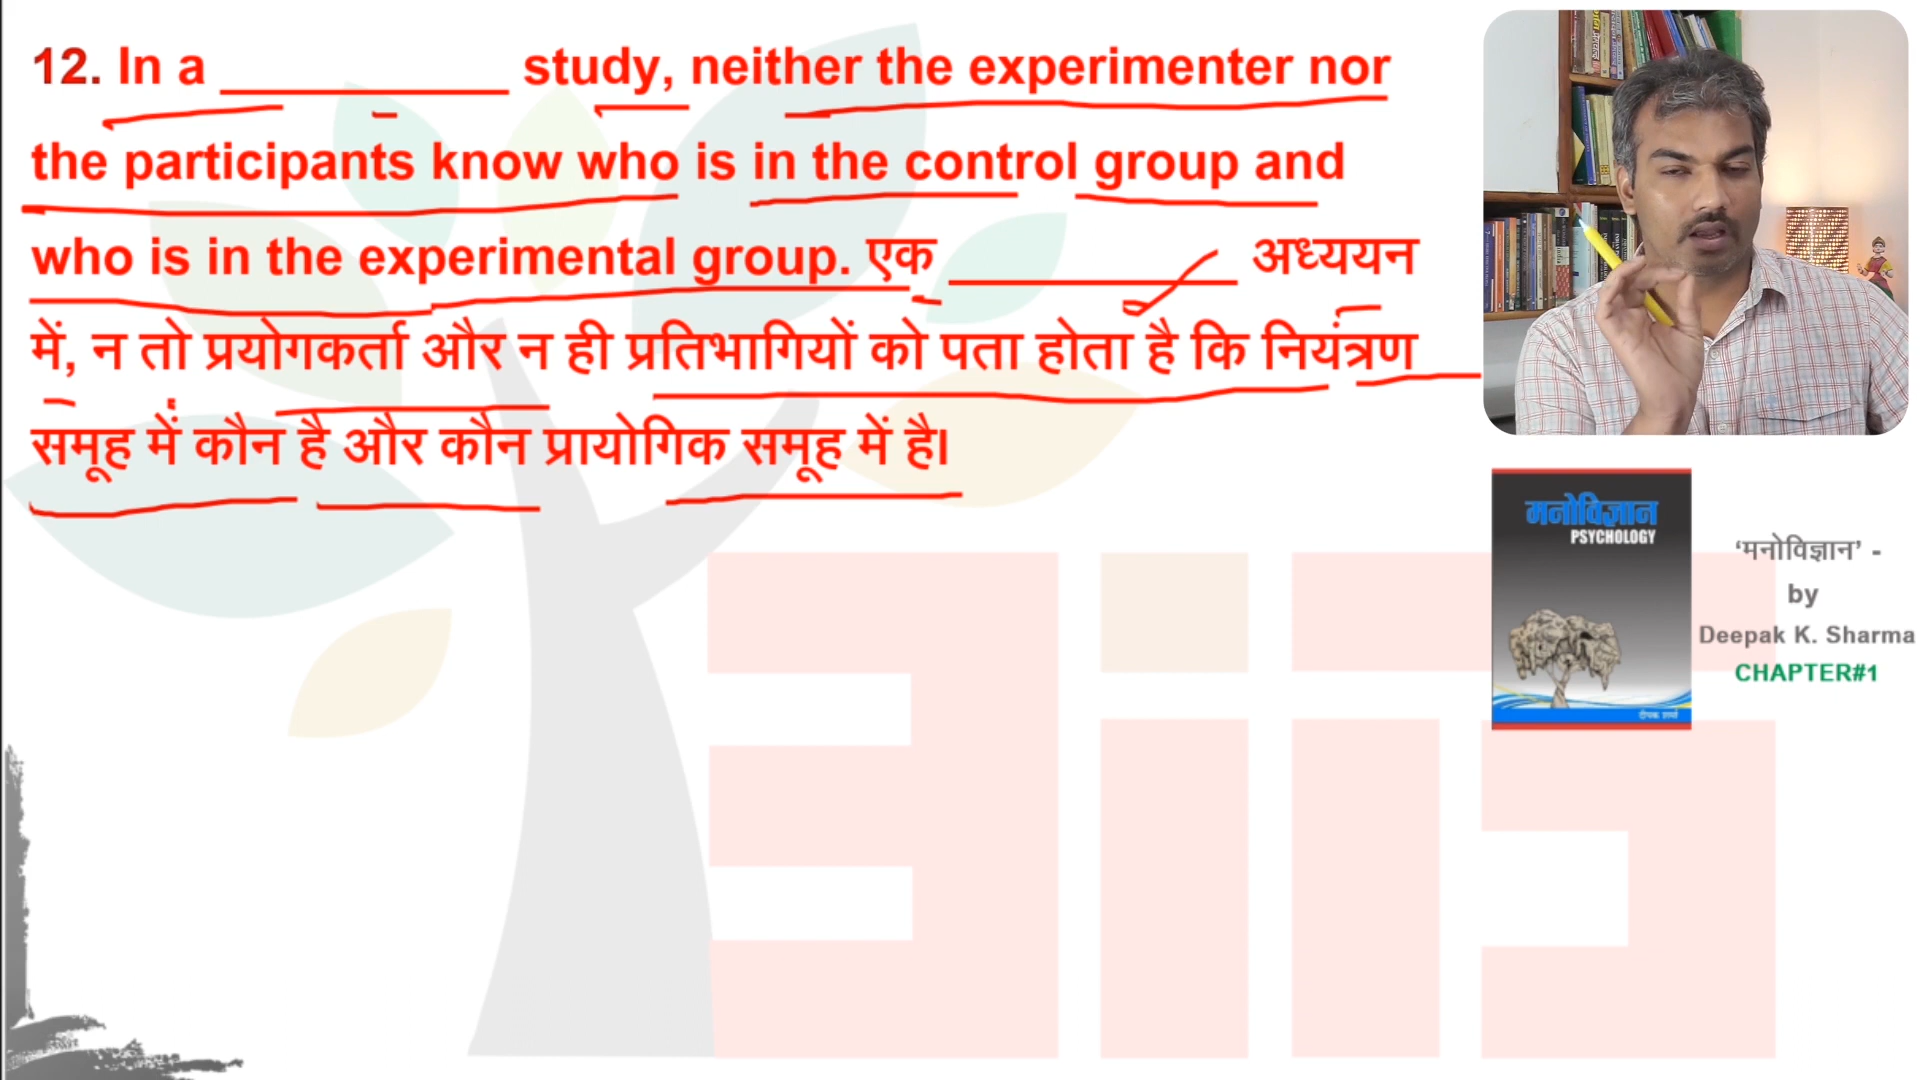 12. In a ____________ study, neither the experimenter nor
the participants know who is in the control group and
who is in the experimental group. एक ____________ अध्ययन
में, न तो प्रयोगकर्ता और न ही प्रतिभागियों को पता होता है कि नियंत्रण
समूह में कौन है और कौन प्रायोगिक समूह में है।
मनोविज्ञान
PSYCHOLOGY
‘मनोविज्ञान’ -
by
Deepak K. Sharma
CHAPTER#1